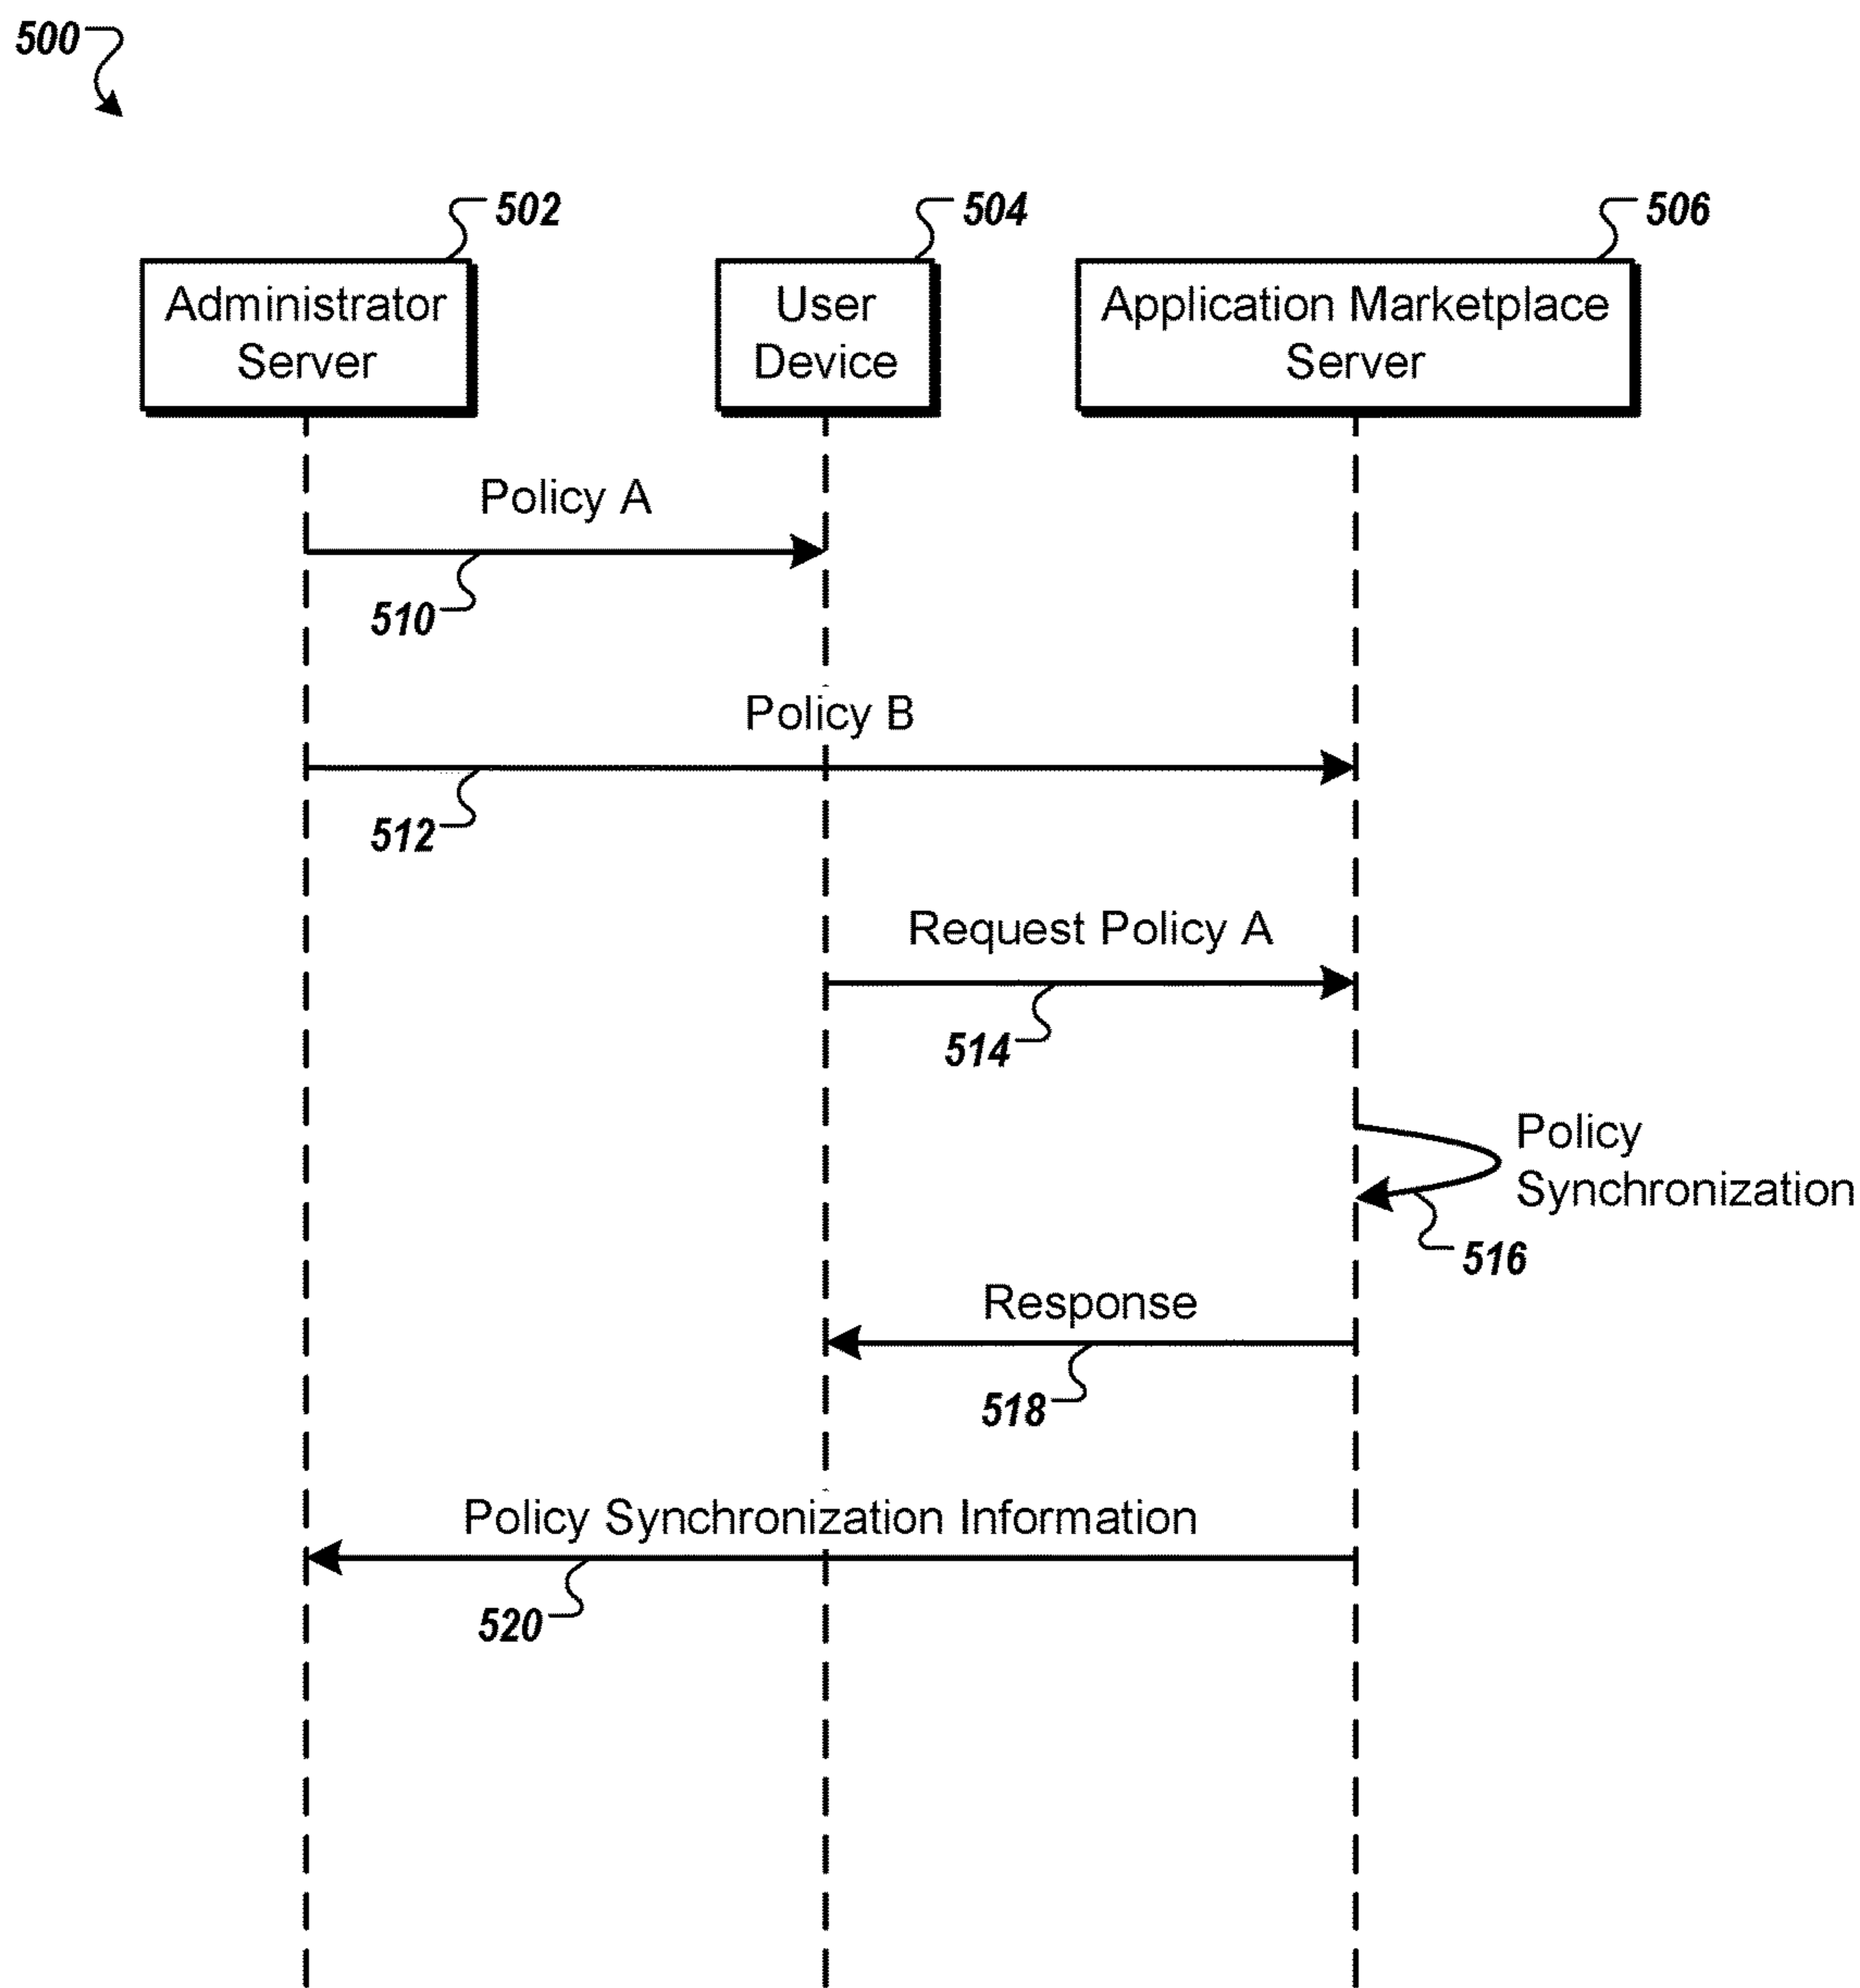 500
502
504
506
Administrator
Server
User
Device
Application Marketplace
Server
Policy A
510
Policy B
512
Request Policy A
514
Policy
Synchronization
516
Response
518
Policy Synchronization Information
520